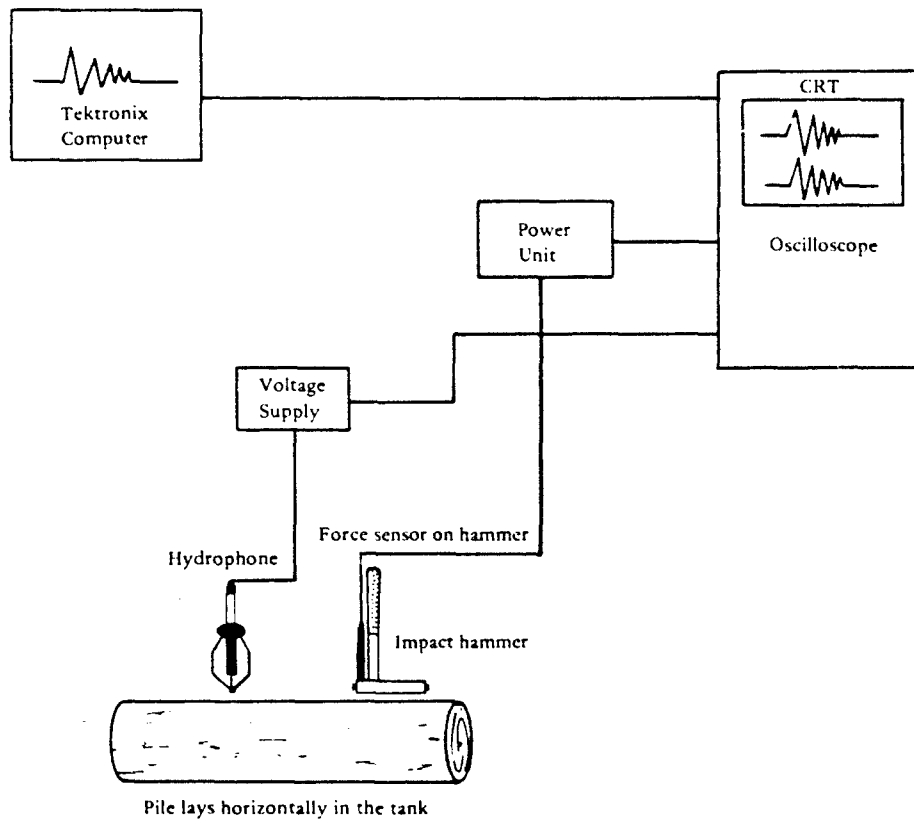 Tektronix
Computer
CRT
Oscilloscope
Power
Unit
Voltage
Supply
Force sensor on hammer
Hydrophone
Impact hammer
Pile lays horizontally in the tank